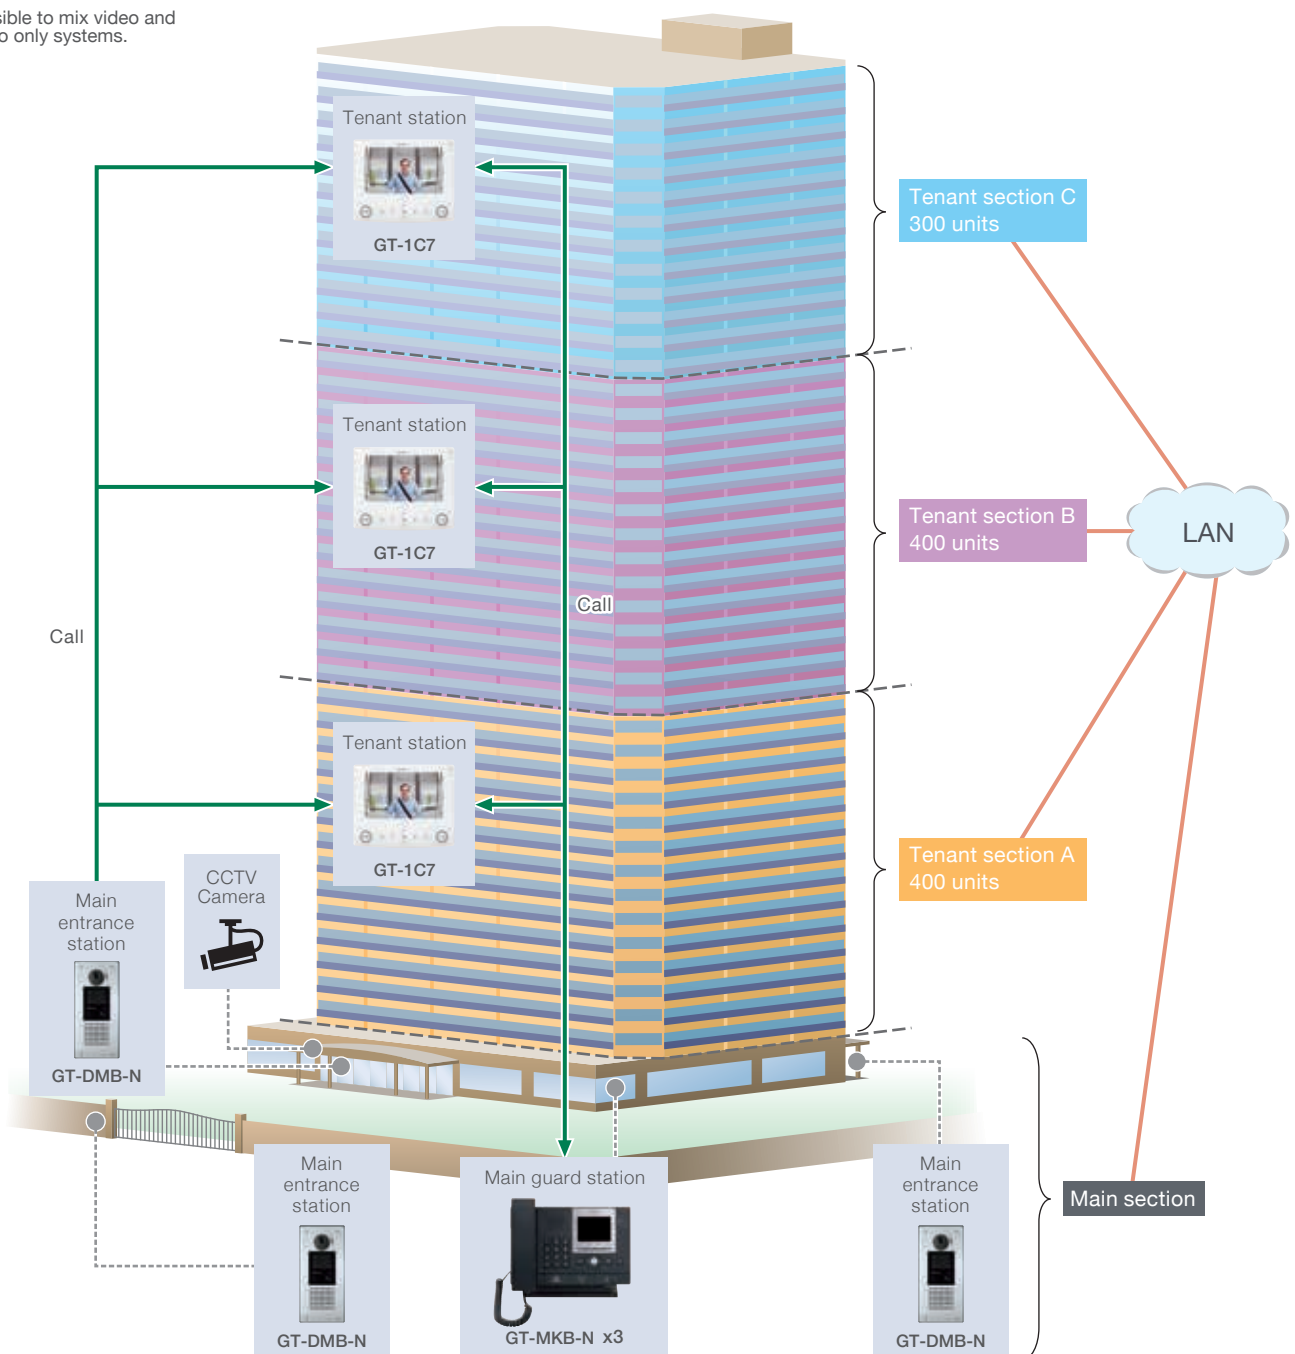 sible to mix video and
o only systems.
Tenant station
GT-1C7
Tenant section C
300 units
Tenant station
GT-1C7
Tenant section B
400 units
LAN
Call
Call
Tenant station
GT-1C7
Tenant section A
400 units
CCTV
Camera
Main
entrance
station
GT-DMB-N
Main
entrance
station
GT-DMB-N
Main guard station
GT-MKB-N x3
Main
entrance
station
GT-DMB-N
Main section